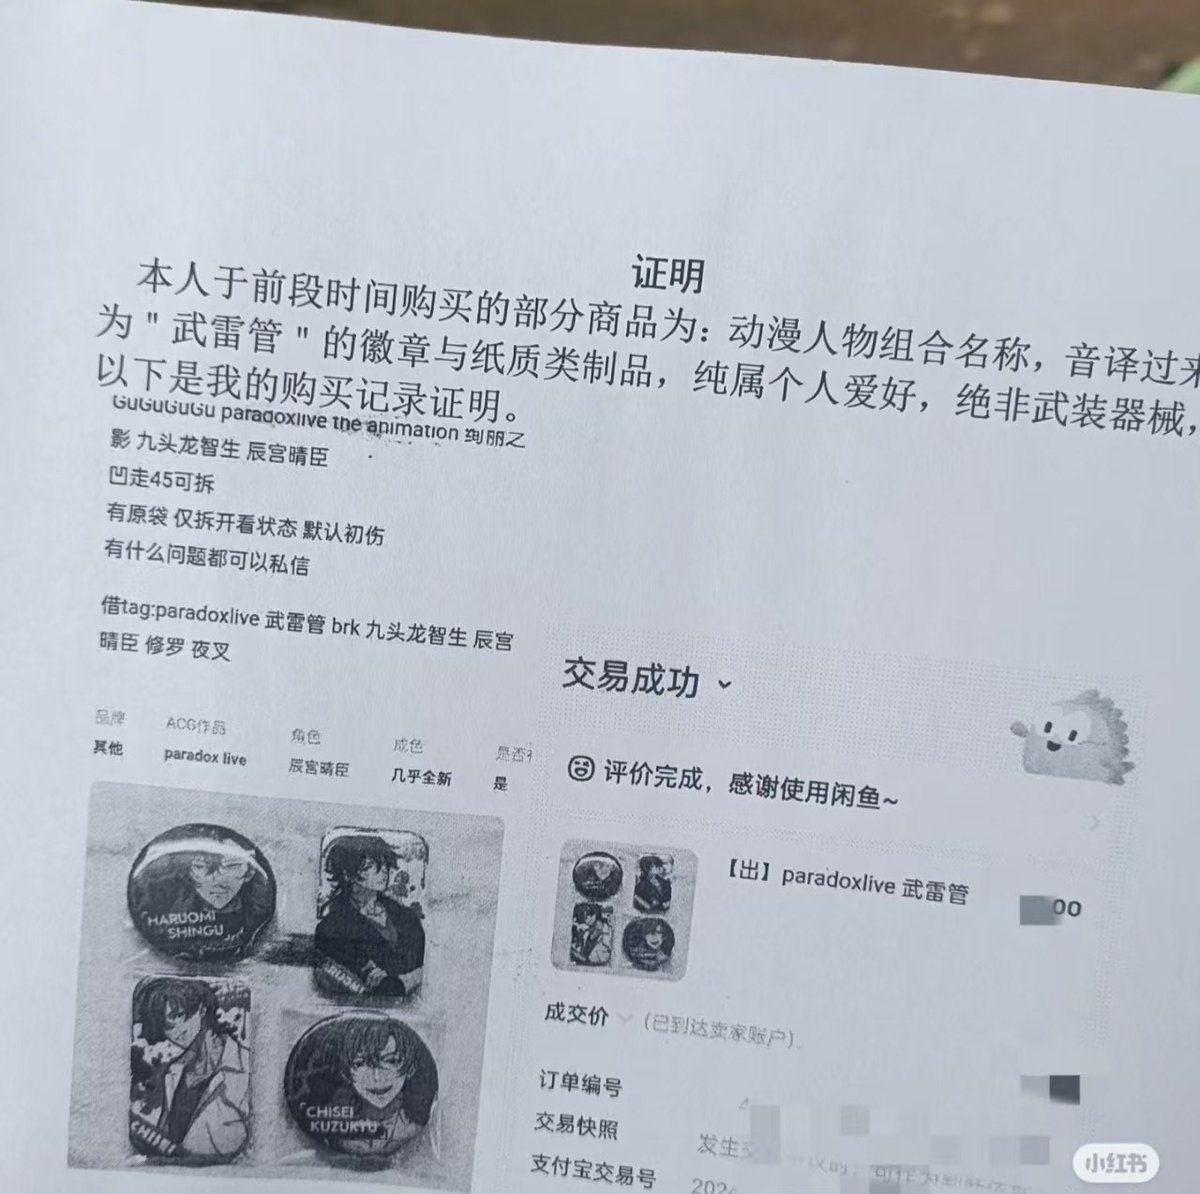 证明
本人于前段时间购买的部分商品为：动漫人物组合名称，音译过来
为"武雷管"的徽章与纸质类制品，纯属个人爱好，绝非武装器械，
以下是我的购买记录证明。
GuGuGuGu paradoxlive the animation 绚丽之
影 九头龙智生 辰宫晴臣
凹走45可拆
有原袋 仅拆开看状态 默认初伤
有什么问题都可以私信
借tag:paradoxlive 武雷管 brk 九头龙智生 辰宫
晴臣 修罗 夜叉
品牌 ACG作品 角色 成色 是否
其他 paradox live 辰宫晴臣 几乎全新 是
HARUOMI
SHINGU
CHISEI
CHISEI
KUZURYU
交易成功
评价完成，感谢使用闲鱼~
【出】paradoxlive 武雷管
00
成交价 (已到达卖家账户)
订单编号
交易快照 发生交
支付宝交易号 202
小红书